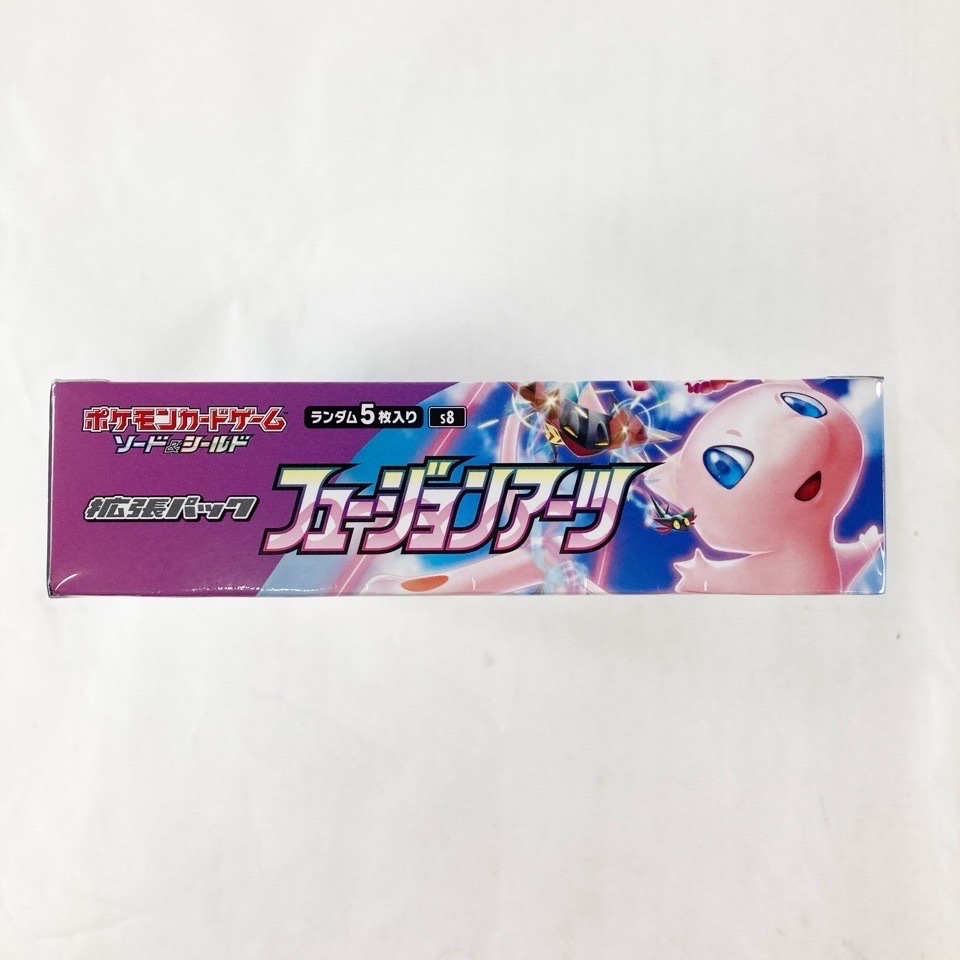 ポケモンカードゲーム
ソード&シールド
ランダム5枚入り s8
拡張パック
フュージョンアーツ